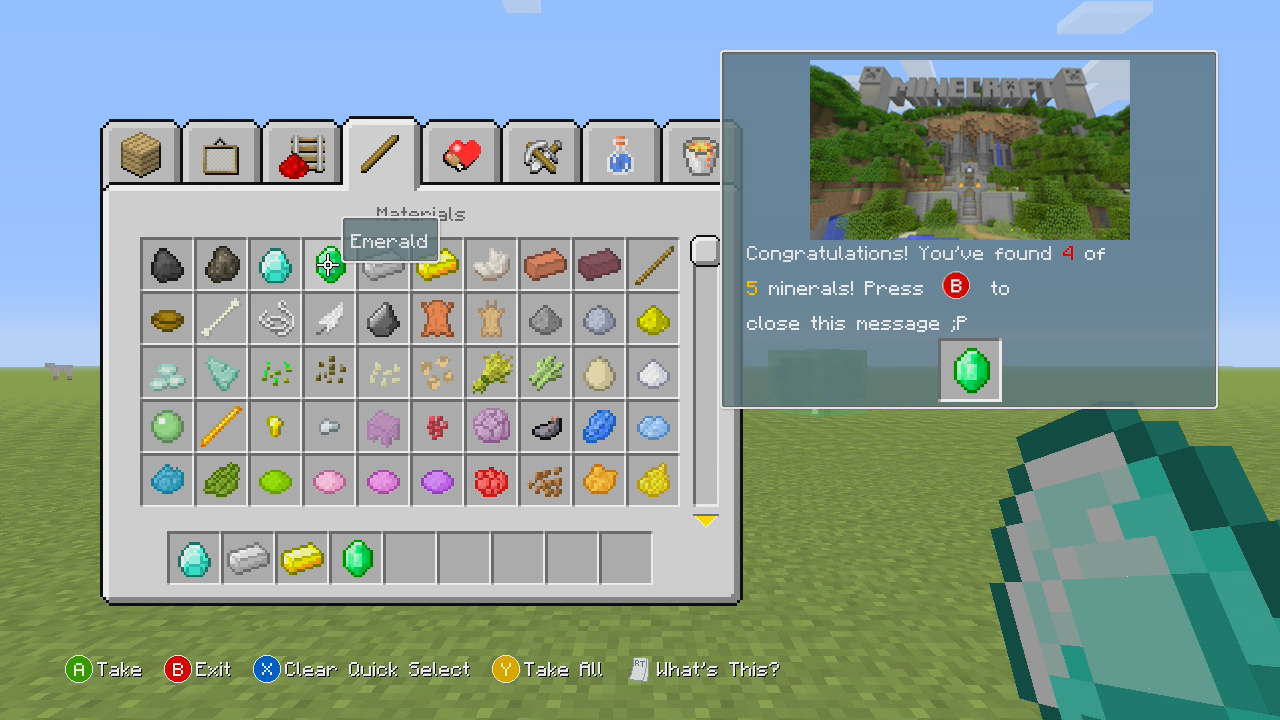 MINECRAFT
Materials
Emerald
Congratulations! You've found 4 of
5 minerals! Press B to
close this message ;P
A Take B Exit X Clear Quick Select Y Take All RT What's This?